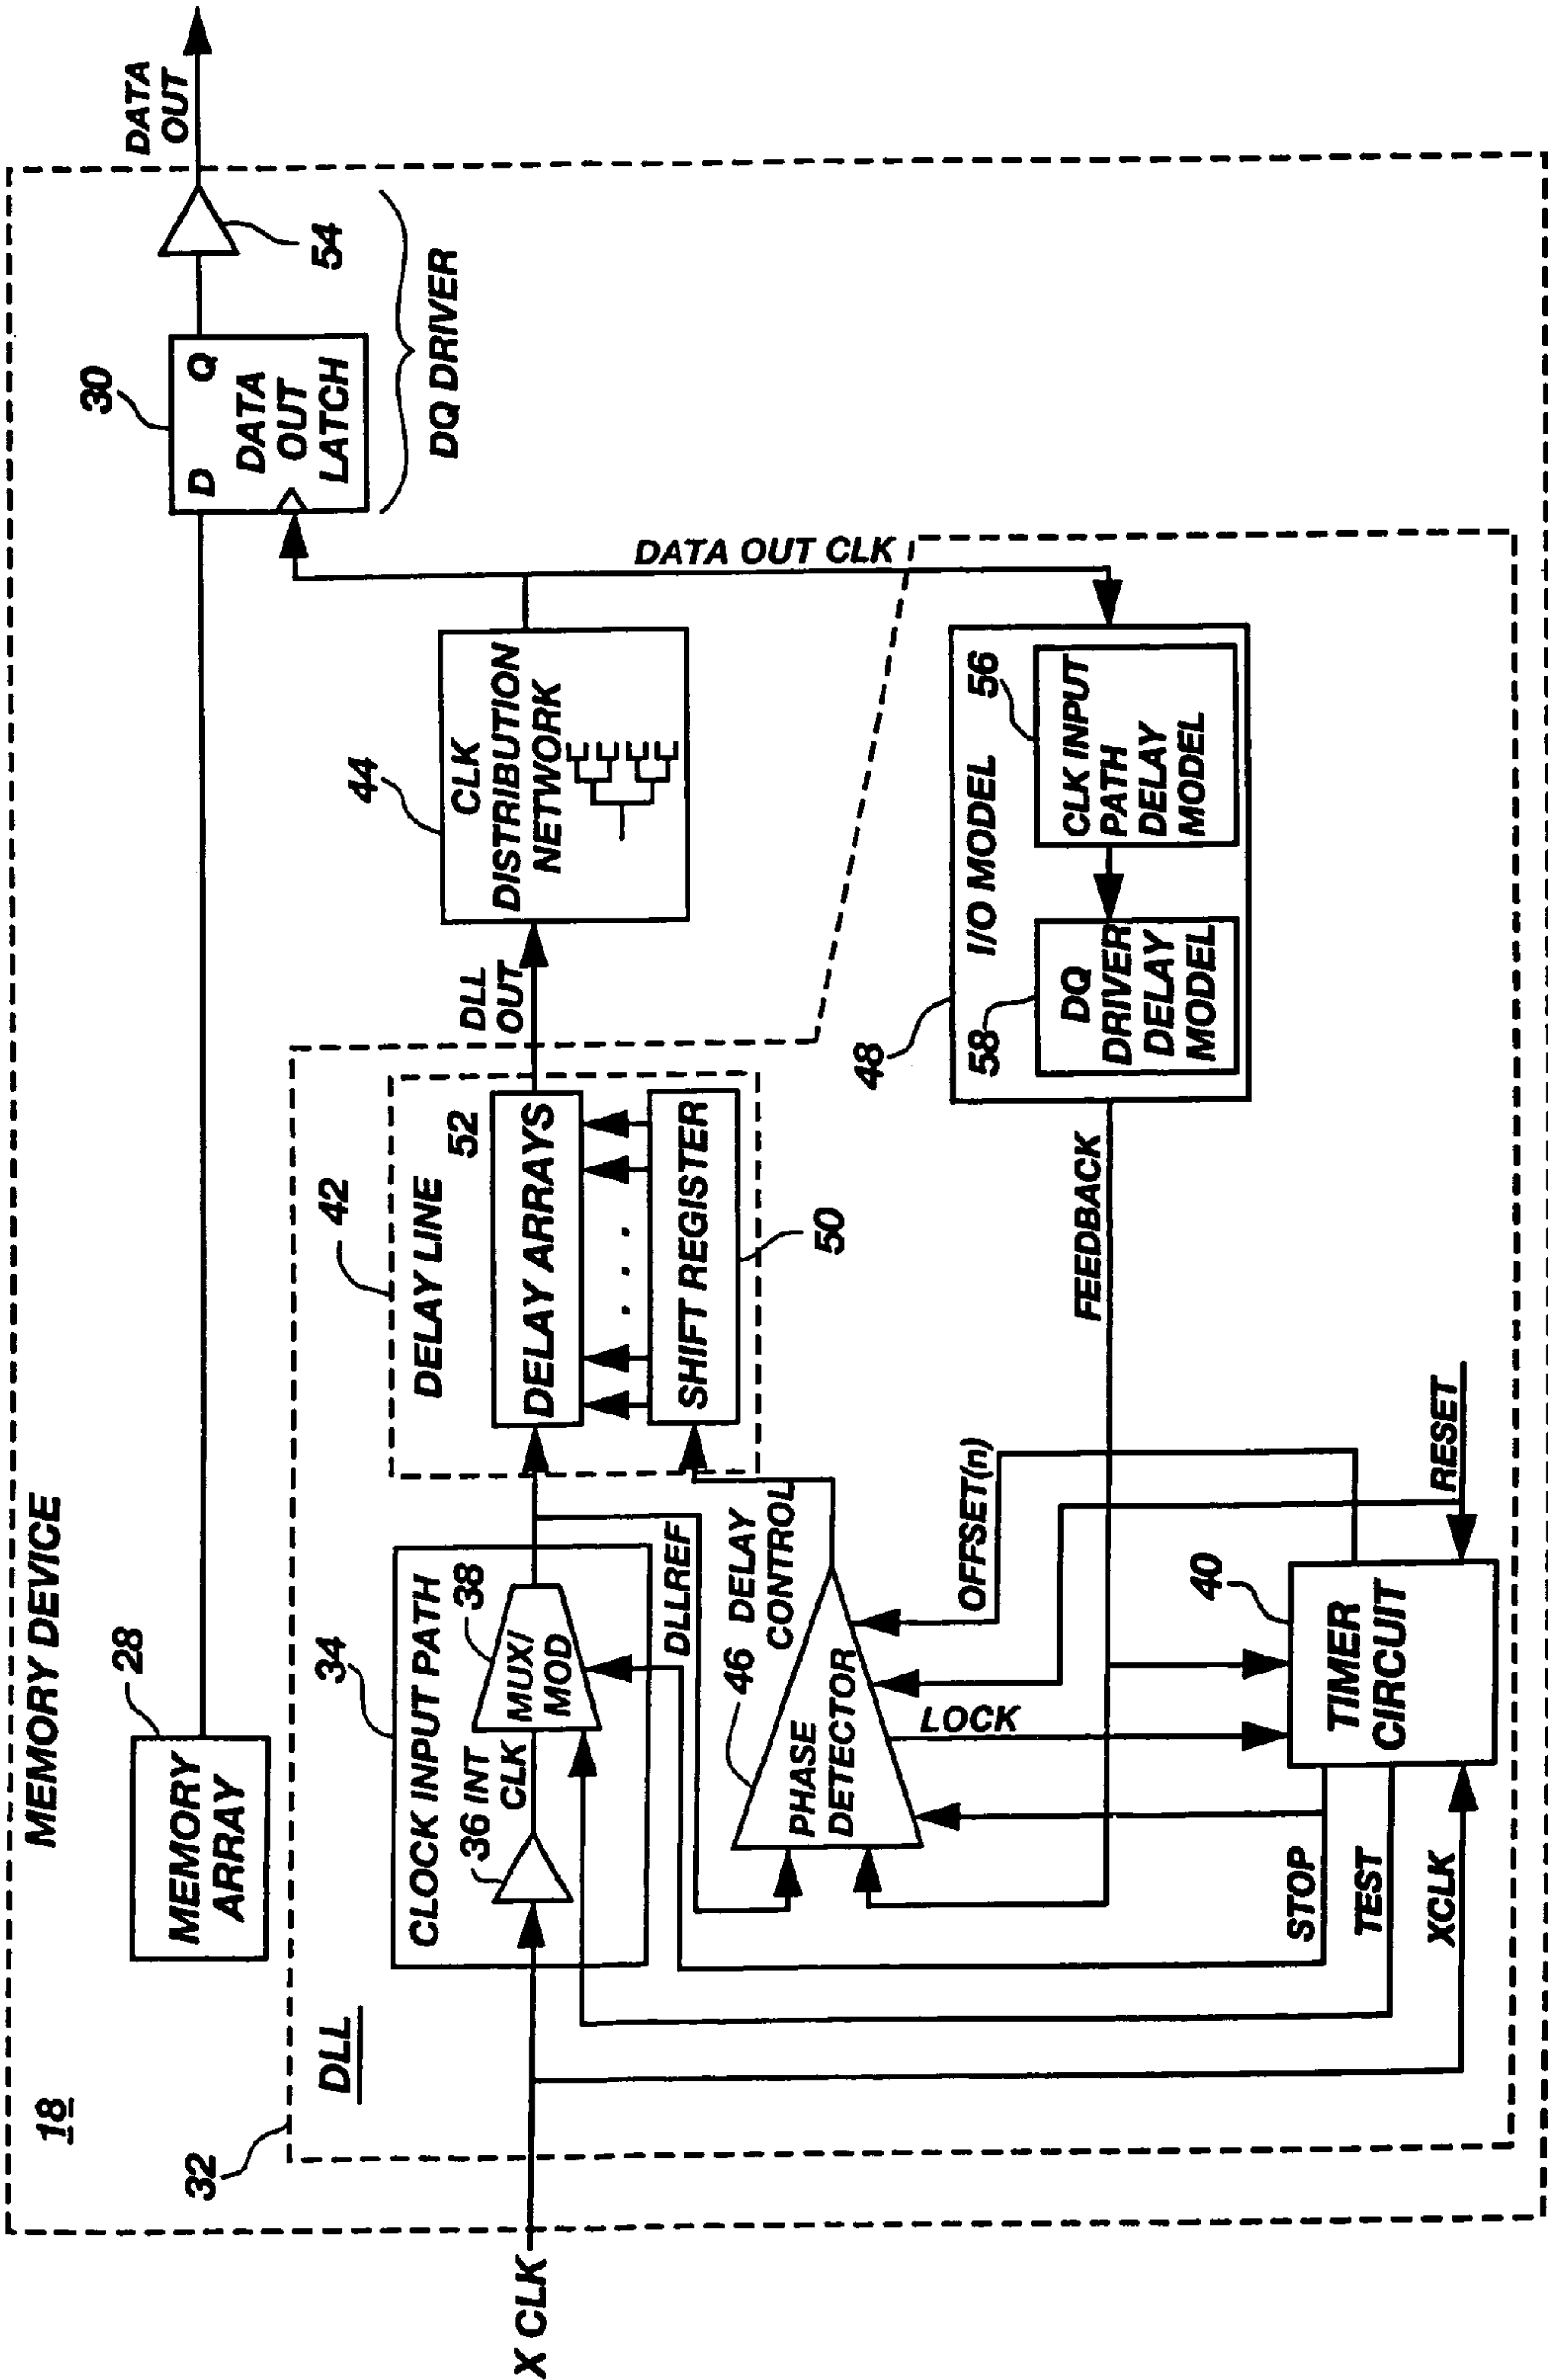 18
MEMORY DEVICE
32
DLL
28
MEMORY
ARRAY
30
D Q
DATA
OUT
LATCH
54
DATA
OUT
DQ DRIVER
X CLK
34
CLOCK INPUT PATH
36 INT
CLK
38
MUX/
MOD
42
DELAY LINE
52
DELAY ARRAYS
. . . .
SHIFT REGISTER
50
DLL
OUT
44
CLK
DISTRIBUTION
NETWORK
DATA OUT CLK
DLLREF
46 DELAY
CONTROL
PHASE
DETECTOR
LOCK
OFFSET(n)
FEEDBACK
48
I/O MODEL
58
DQ
DRIVER
DELAY
MODEL
56
CLK INPUT
PATH
DELAY
MODEL
STOP
TEST
XCLK
40
TIMER
CIRCUIT
RESET